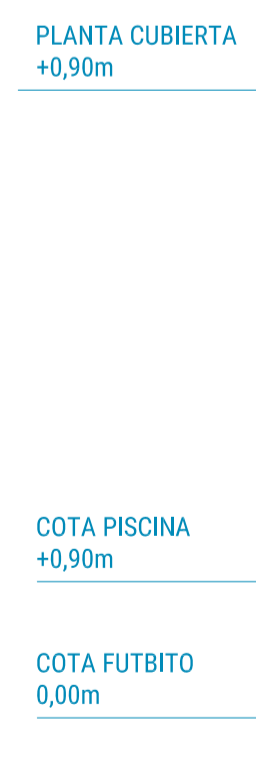 PLANTA CUBIERTA
+0,90m
COTA PISCINA
+0,90m
COTA FUTBITO
0,00m